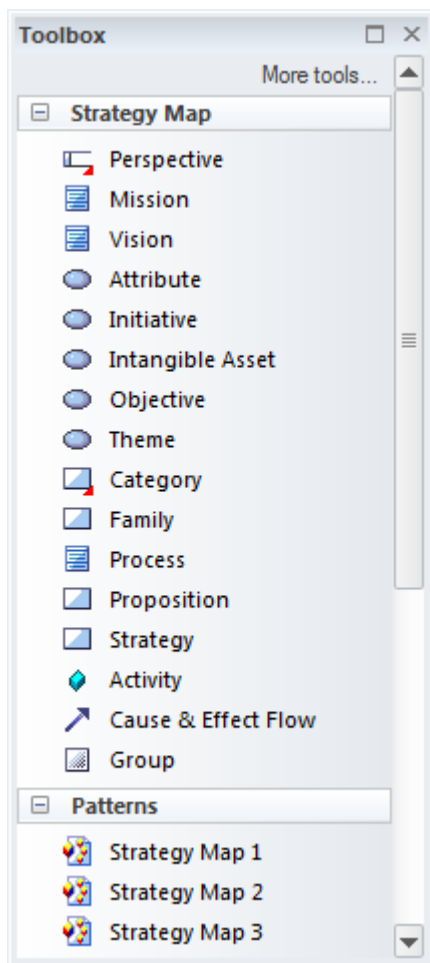 Toolbox
More tools...
Strategy Map
Perspective
Mission
Vision
Attribute
Initiative
Intangible Asset
Objective
Theme
Category
Family
Process
Proposition
Strategy
Activity
Cause & Effect Flow
Group
Patterns
Strategy Map 1
Strategy Map 2
Strategy Map 3